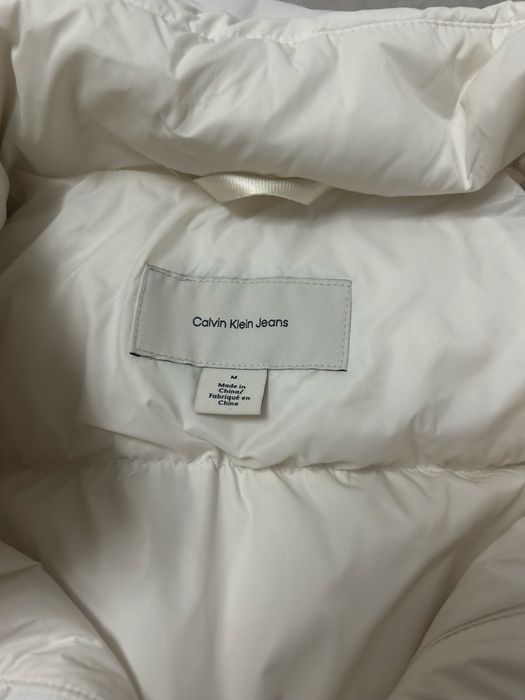 Calvin Klein Jeans
M
Made in
China/
Fabriqué en
Chine